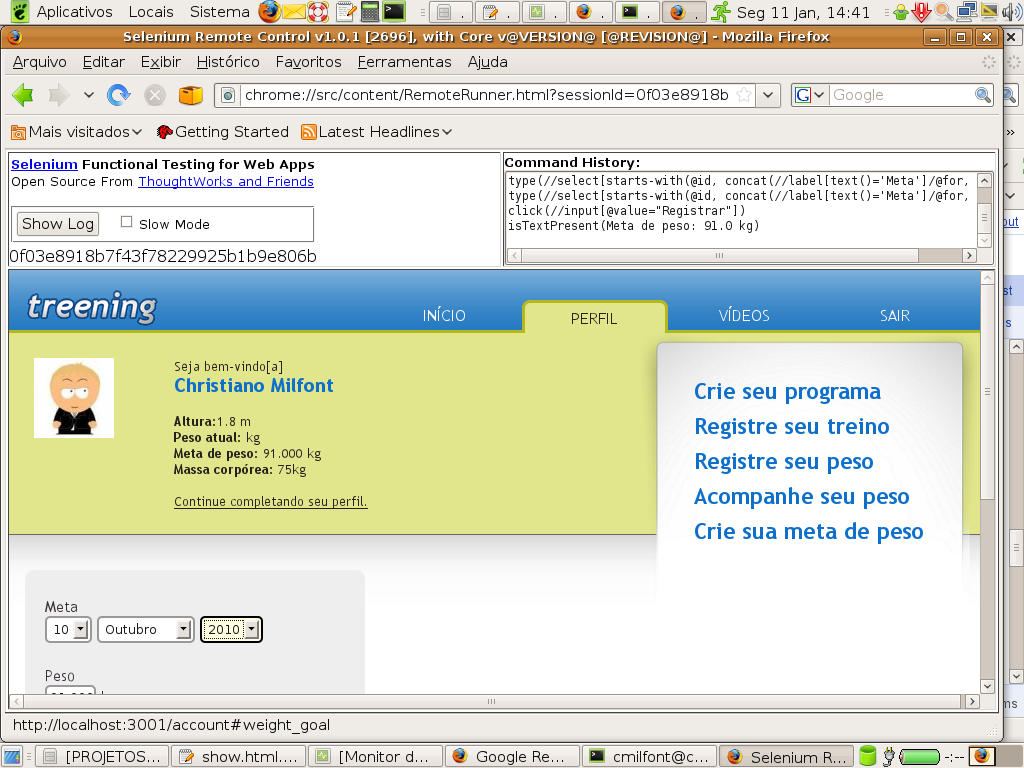 Aplicativos Locais Sistema . . . . . . Seg 11 Jan, 14:41
Selenium Remote Control v1.0.1 [2696], with Core v@VERSION@ [@REVISION@] - Mozilla Firefox
Arquivo Editar Exibir Histórico Favoritos Ferramentas Ajuda
chrome://src/content/RemoteRunner.html?sessionId=0f03e8918b
Google
Mais visitados Getting Started Latest Headlines »
Selenium Functional Testing for Web Apps
Open Source From ThoughtWorks and Friends
Show Log Slow Mode
0f03e8918b7f43f78229925b1b9e806b
Command History:
type(//select[starts-with(@id, concat(//label[text()='Meta']/@for,
type(//select[starts-with(@id, concat(//label[text()='Meta']/@for,
click(//input[@value="Registrar"])
isTextPresent(Meta de peso: 91.0 kg)
treening
INÍCIO PERFIL VÍDEOS SAIR
Seja bem-vindo[a]
Christiano Milfont
Altura:1.8 m
Peso atual: kg
Meta de peso: 91.000 kg
Massa corpórea: 75kg
Continue completando seu perfil.
Crie seu programa
Registre seu treino
Registre seu peso
Acompanhe seu peso
Crie sua meta de peso
Meta
10 Outubro 2010
Peso
http://localhost:3001/account#weight_goal
[PROJETOS... show.html.... [Monitor d... Google Re... cmilfont@c... Selenium R... -:--